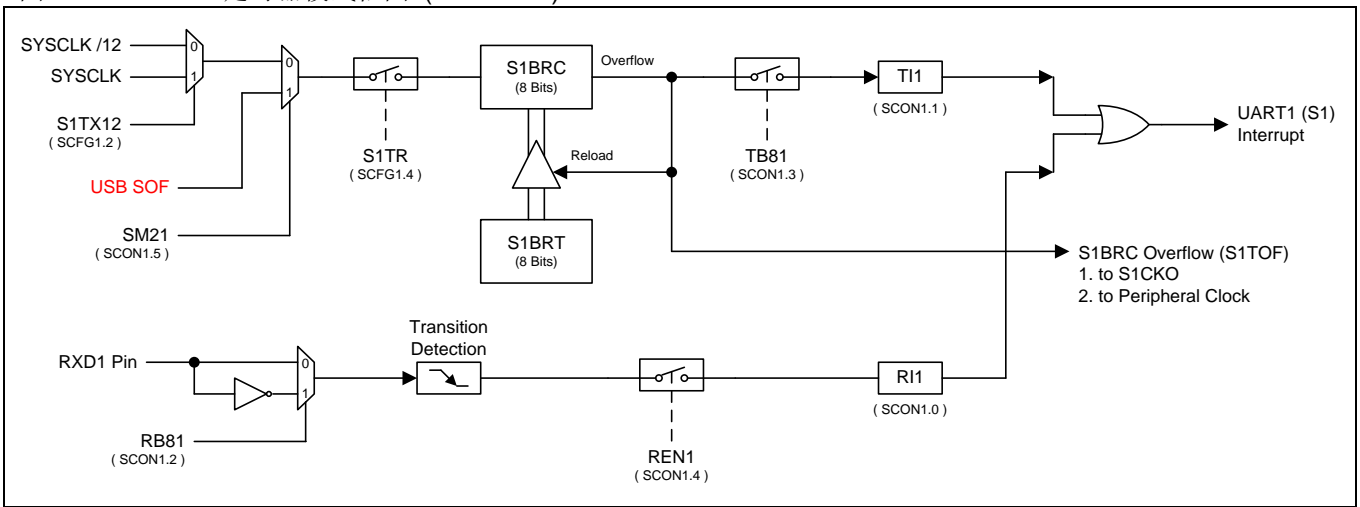 SYSCLK /12
SYSCLK
0
1
S1TX12
( SCFG1.2 )
USB SOF
SM21
( SCON1.5 )
0
1
S1TR
( SCFG1.4 )
S1BRC
(8 Bits)
Overflow
Reload
S1BRT
(8 Bits)
TB81
( SCON1.3 )
TI1
( SCON1.1 )
UART1 (S1)
Interrupt
S1BRC Overflow (S1TOF)
1. to S1CKO
2. to Peripheral Clock
RXD1 Pin
0
1
RB81
( SCON1.2 )
Transition
Detection
REN1
( SCON1.4 )
RI1
( SCON1.0 )